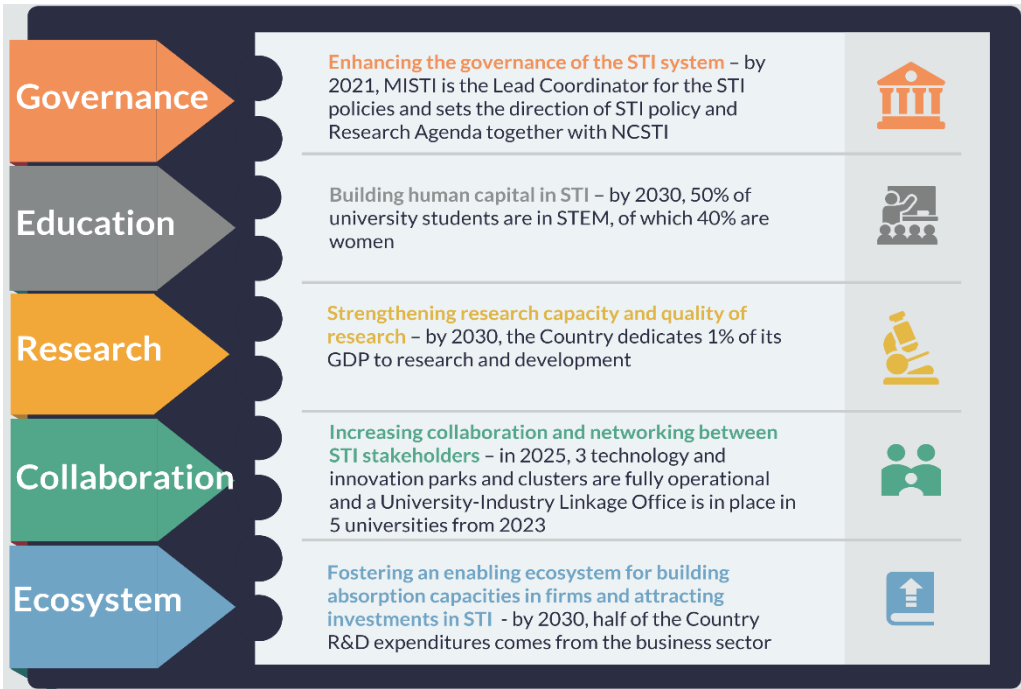 Governance
Enhancing the governance of the STI system – by
2021, MISTI is the Lead Coordinator for the STI
policies and sets the direction of STI policy and
Research Agenda together with NCSTI
Education
Building human capital in STI – by 2030, 50% of
university students are in STEM, of which 40% are
women
Research
Strengthening research capacity and quality of
research – by 2030, the Country dedicates 1% of its
GDP to research and development
Collaboration
Increasing collaboration and networking between
STI stakeholders – in 2025, 3 technology and
innovation parks and clusters are fully operational
and a University-Industry Linkage Office is in place in
5 universities from 2023
Ecosystem
Fostering an enabling ecosystem for building
absorption capacities in firms and attracting
investments in STI - by 2030, half of the Country
R&D expenditures comes from the business sector